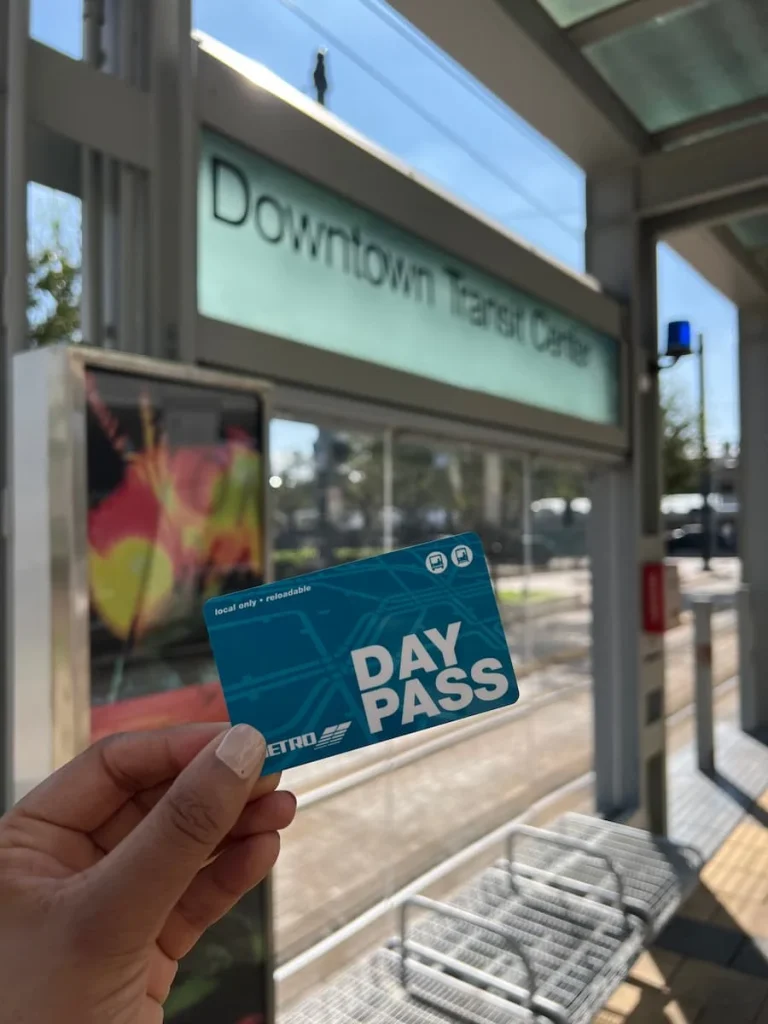 Downtown Transit Center
local only • reloadable
DAY
PASS
METRO